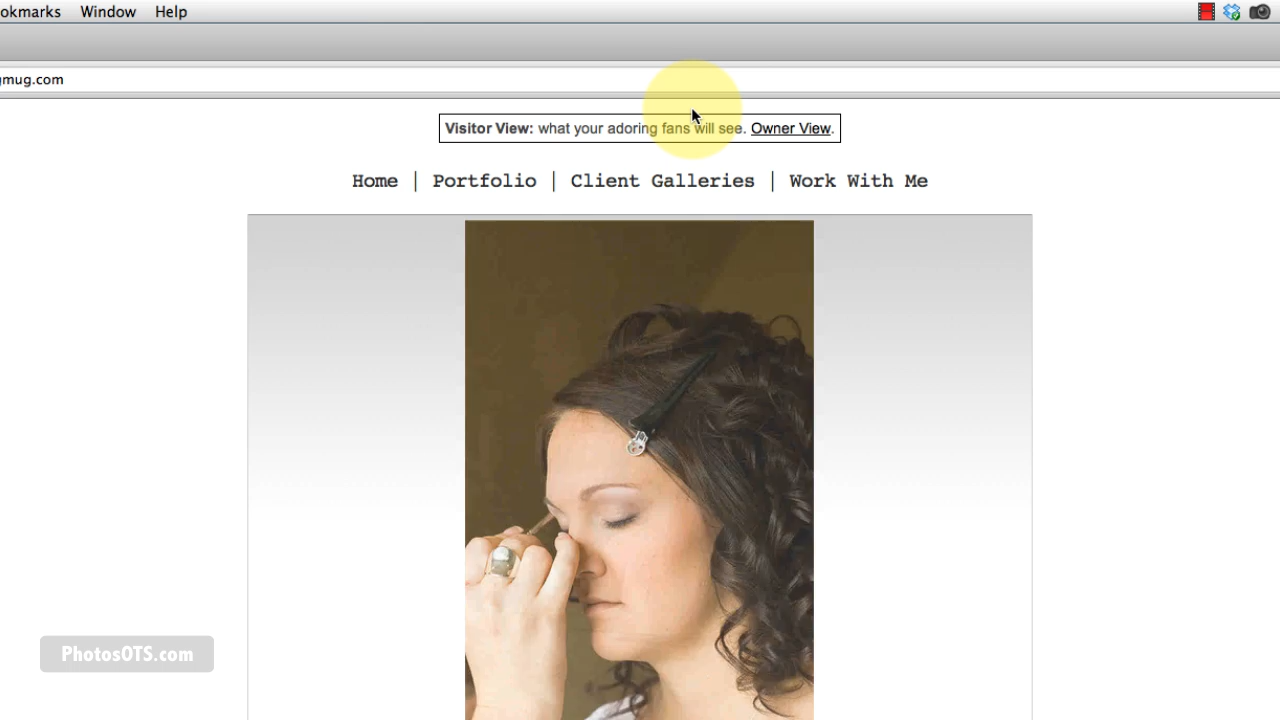 okmarks Window Help
gmug.com
Visitor View: what your adoring fans will see. Owner View.
Home | Portfolio | Client Galleries | Work With Me
PhotosOTS.com